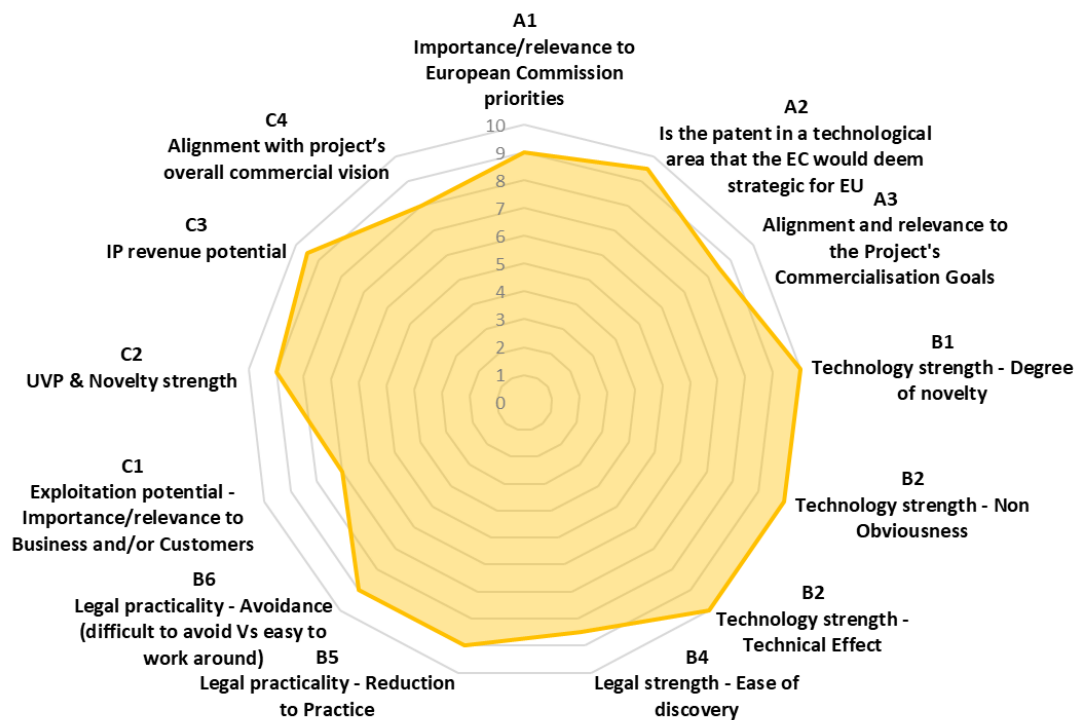 A1
Importance/relevance to
European Commission
priorities
A2
Is the patent in a technological
area that the EC would deem
strategic for EU
A3
Alignment and relevance to
the Project's
Commercialisation Goals
B1
Technology strength - Degree
of novelty
B2
Technology strength - Non
Obviousness
B2
Technology strength -
Technical Effect
B4
Legal strength - Ease of
discovery
B5
Legal practicality - Reduction
to Practice
B6
Legal practicality - Avoidance
(difficult to avoid Vs easy to
work around)
C1
Exploitation potential -
Importance/relevance to
Business and/or Customers
C2
UVP & Novelty strength
C3
IP revenue potential
C4
Alignment with project’s
overall commercial vision
10
9
8
7
6
5
4
3
2
1
0